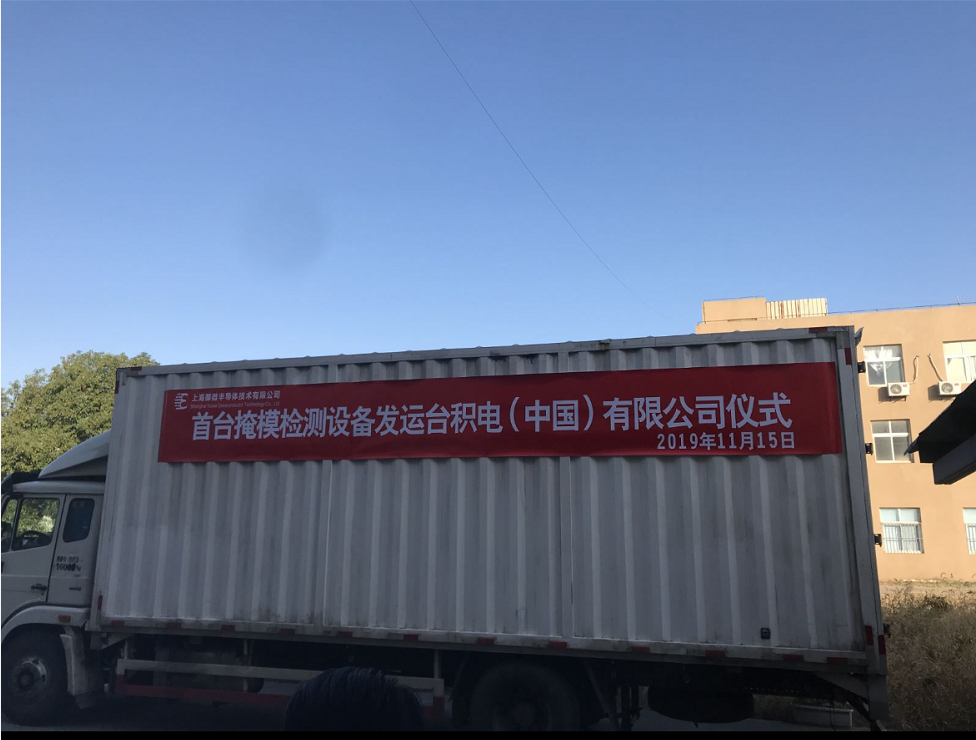 上海御微半导体技术有限公司
首台掩模检测设备发运台积电（中国）有限公司仪式
2019年11月15日